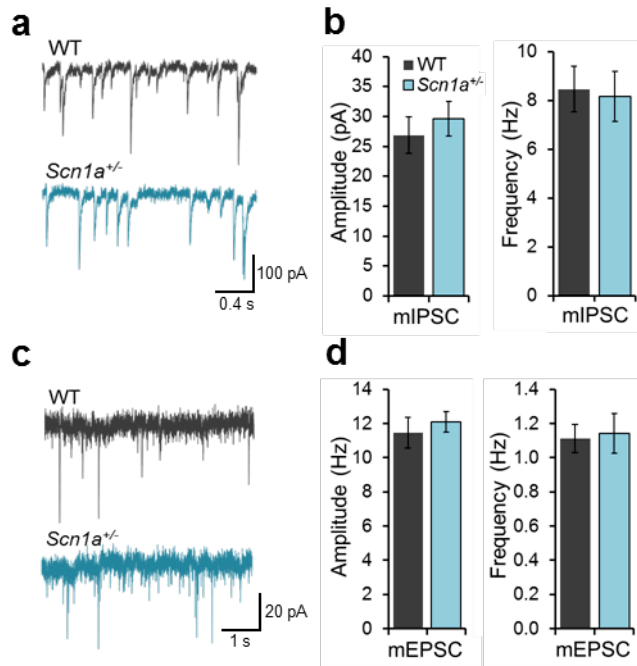 a
WT
Scn1a+/-
100 pA
0.4 s
b
40
35
30
25
20
15
10
5
0
Amplitude (pA)
WT
Scn1a+/-
mIPSC
10
8
6
4
2
0
Frequency (Hz)
mIPSC
c
WT
Scn1a+/-
20 pA
1 s
d
14
12
10
8
6
4
2
0
Amplitude (Hz)
mEPSC
1.4
1.2
1.0
0.8
0.6
0.4
0.2
0.0
Frequency (Hz)
mEPSC